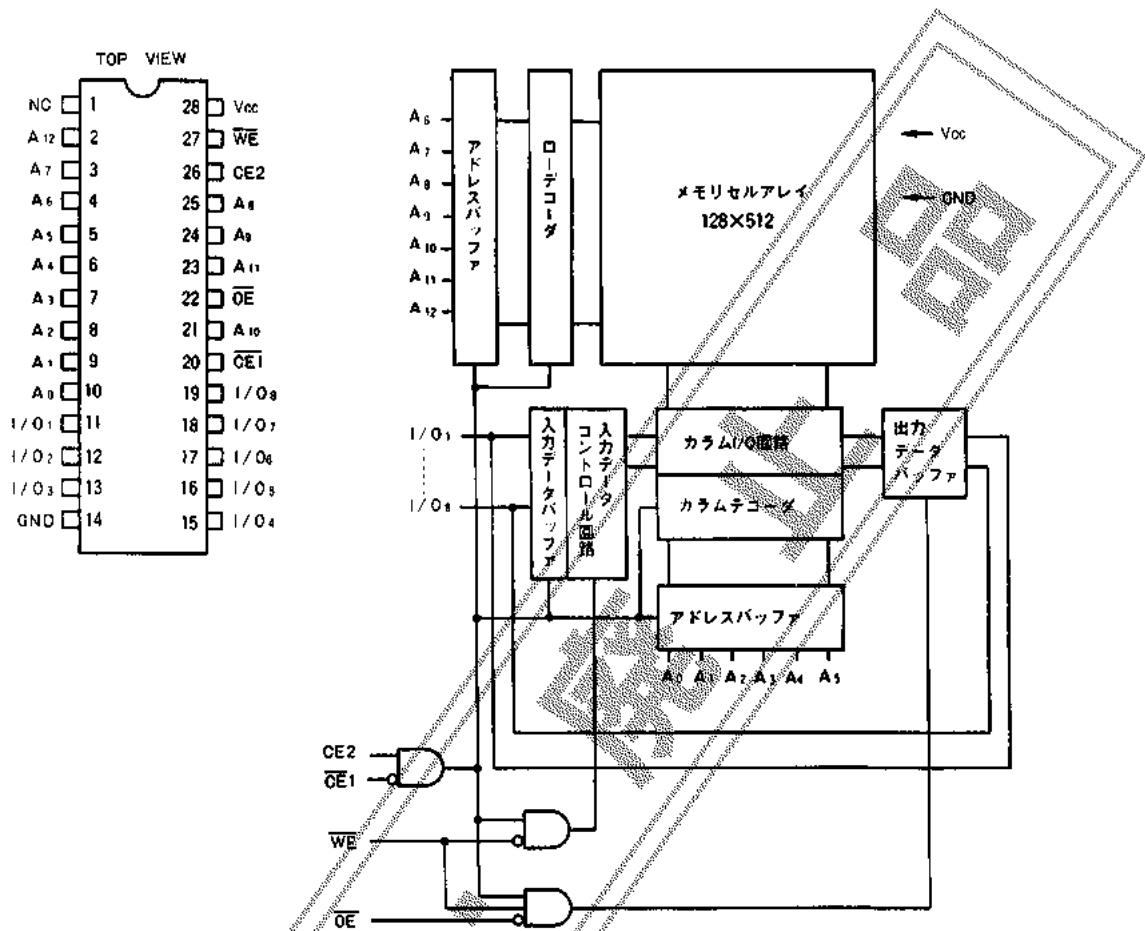 TOP VIEW
NC 1 28 Vcc
A12 2 27 W̅E̅
A7 3 26 CE2
A6 4 25 A8
A5 5 24 A9
A4 6 23 A11
A3 7 22 O̅E̅
A2 8 21 A10
A1 9 20 C̅E̅1
A0 10 19 I/O8
I/O1 11 18 I/O7
I/O2 12 17 I/O6
I/O3 13 16 I/O5
GND 14 15 I/O4
A6
A7
A8
A9
A10
A11
A12
アドレスバッファ
ローデコーダ
メモリセルアレイ
128×512
Vcc
GND
I/O1
I/O8
入力データバッファ
入力データ
コントロール回路
カラムI/O回路
カラムデコーダ
出力
データ
バッファ
アドレスバッファ
A0 A1 A2 A3 A4 A5
CE2
C̅E̅1
W̅E̅
O̅E̅